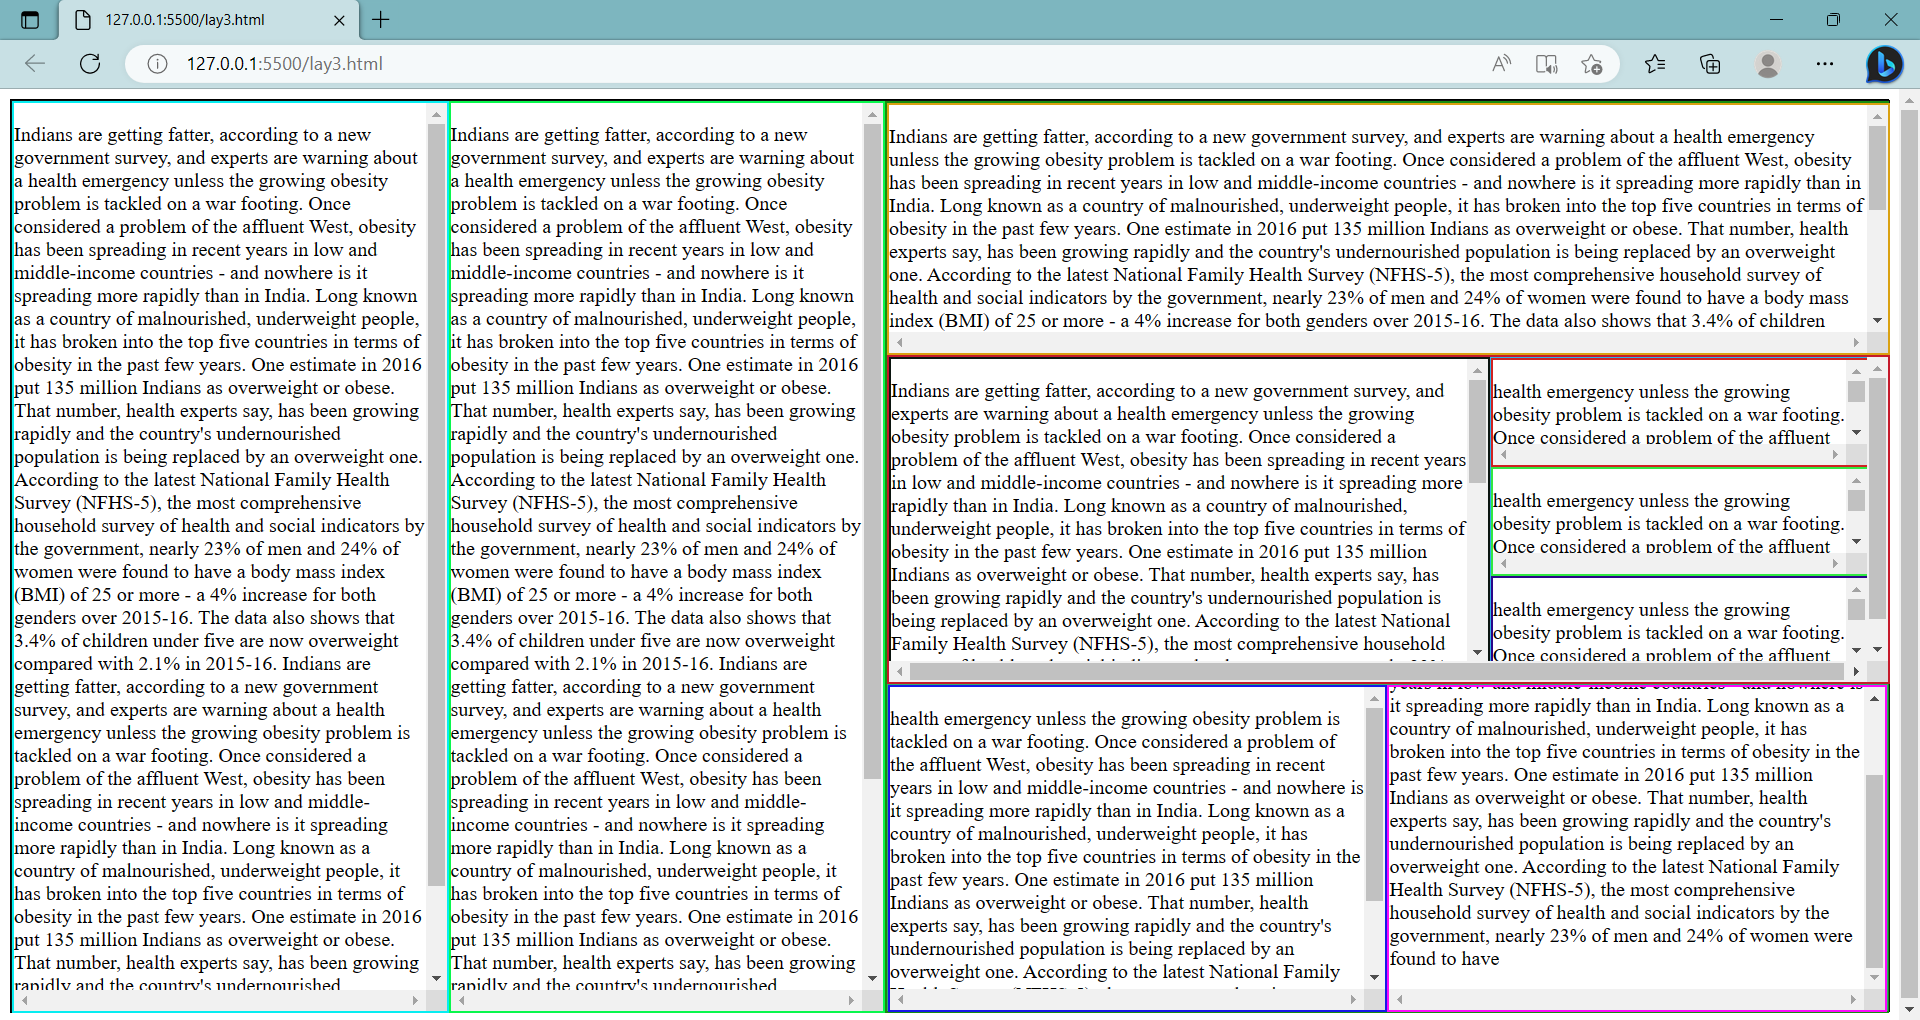 127.0.0.1:5500/lay3.html
127.0.0.1:5500/lay3.html
Indians are getting fatter, according to a new
government survey, and experts are warning about
a health emergency unless the growing obesity
problem is tackled on a war footing. Once
considered a problem of the affluent West, obesity
has been spreading in recent years in low and
middle-income countries - and nowhere is it
spreading more rapidly than in India. Long known
as a country of malnourished, underweight people,
it has broken into the top five countries in terms of
obesity in the past few years. One estimate in 2016
put 135 million Indians as overweight or obese.
That number, health experts say, has been growing
rapidly and the country's undernourished
population is being replaced by an overweight one.
According to the latest National Family Health
Survey (NFHS-5), the most comprehensive
household survey of health and social indicators by
the government, nearly 23% of men and 24% of
women were found to have a body mass index
(BMI) of 25 or more - a 4% increase for both
genders over 2015-16. The data also shows that
3.4% of children under five are now overweight
compared with 2.1% in 2015-16. Indians are
getting fatter, according to a new government
survey, and experts are warning about a health
emergency unless the growing obesity problem is
tackled on a war footing. Once considered a
problem of the affluent West, obesity has been
spreading in recent years in low and middle-
income countries - and nowhere is it spreading
more rapidly than in India. Long known as a
country of malnourished, underweight people, it
has broken into the top five countries in terms of
obesity in the past few years. One estimate in 2016
put 135 million Indians as overweight or obese.
That number, health experts say, has been growing
rapidly and the country's undernourished
Indians are getting fatter, according to a new
government survey, and experts are warning about
a health emergency unless the growing obesity
problem is tackled on a war footing. Once
considered a problem of the affluent West, obesity
has been spreading in recent years in low and
middle-income countries - and nowhere is it
spreading more rapidly than in India. Long known
as a country of malnourished, underweight people,
it has broken into the top five countries in terms of
obesity in the past few years. One estimate in 2016
put 135 million Indians as overweight or obese.
That number, health experts say, has been growing
rapidly and the country's undernourished
population is being replaced by an overweight one.
According to the latest National Family Health
Survey (NFHS-5), the most comprehensive
household survey of health and social indicators by
the government, nearly 23% of men and 24% of
women were found to have a body mass index
(BMI) of 25 or more - a 4% increase for both
genders over 2015-16. The data also shows that
3.4% of children under five are now overweight
compared with 2.1% in 2015-16. Indians are
getting fatter, according to a new government
survey, and experts are warning about a health
emergency unless the growing obesity problem is
tackled on a war footing. Once considered a
problem of the affluent West, obesity has been
spreading in recent years in low and middle-
income countries - and nowhere is it spreading
more rapidly than in India. Long known as a
country of malnourished, underweight people, it
has broken into the top five countries in terms of
obesity in the past few years. One estimate in 2016
put 135 million Indians as overweight or obese.
That number, health experts say, has been growing
rapidly and the country's undernourished
Indians are getting fatter, according to a new government survey, and experts are warning about a health emergency
unless the growing obesity problem is tackled on a war footing. Once considered a problem of the affluent West, obesity
has been spreading in recent years in low and middle-income countries - and nowhere is it spreading more rapidly than in
India. Long known as a country of malnourished, underweight people, it has broken into the top five countries in terms of
obesity in the past few years. One estimate in 2016 put 135 million Indians as overweight or obese. That number, health
experts say, has been growing rapidly and the country's undernourished population is being replaced by an overweight
one. According to the latest National Family Health Survey (NFHS-5), the most comprehensive household survey of
health and social indicators by the government, nearly 23% of men and 24% of women were found to have a body mass
index (BMI) of 25 or more - a 4% increase for both genders over 2015-16. The data also shows that 3.4% of children
Indians are getting fatter, according to a new government survey, and
experts are warning about a health emergency unless the growing
obesity problem is tackled on a war footing. Once considered a
problem of the affluent West, obesity has been spreading in recent years
in low and middle-income countries - and nowhere is it spreading more
rapidly than in India. Long known as a country of malnourished,
underweight people, it has broken into the top five countries in terms of
obesity in the past few years. One estimate in 2016 put 135 million
Indians as overweight or obese. That number, health experts say, has
been growing rapidly and the country's undernourished population is
being replaced by an overweight one. According to the latest National
Family Health Survey (NFHS-5), the most comprehensive household
health emergency unless the growing
obesity problem is tackled on a war footing.
Once considered a problem of the affluent
health emergency unless the growing
obesity problem is tackled on a war footing.
Once considered a problem of the affluent
health emergency unless the growing
obesity problem is tackled on a war footing.
Once considered a problem of the affluent
health emergency unless the growing obesity problem is
tackled on a war footing. Once considered a problem of
the affluent West, obesity has been spreading in recent
years in low and middle-income countries - and nowhere is
it spreading more rapidly than in India. Long known as a
country of malnourished, underweight people, it has
broken into the top five countries in terms of obesity in the
past few years. One estimate in 2016 put 135 million
Indians as overweight or obese. That number, health
experts say, has been growing rapidly and the country's
undernourished population is being replaced by an
overweight one. According to the latest National Family
years in low and middle-income countries - and nowhere is
it spreading more rapidly than in India. Long known as a
country of malnourished, underweight people, it has
broken into the top five countries in terms of obesity in the
past few years. One estimate in 2016 put 135 million
Indians as overweight or obese. That number, health
experts say, has been growing rapidly and the country's
undernourished population is being replaced by an
overweight one. According to the latest National Family
Health Survey (NFHS-5), the most comprehensive
household survey of health and social indicators by the
government, nearly 23% of men and 24% of women were
found to have